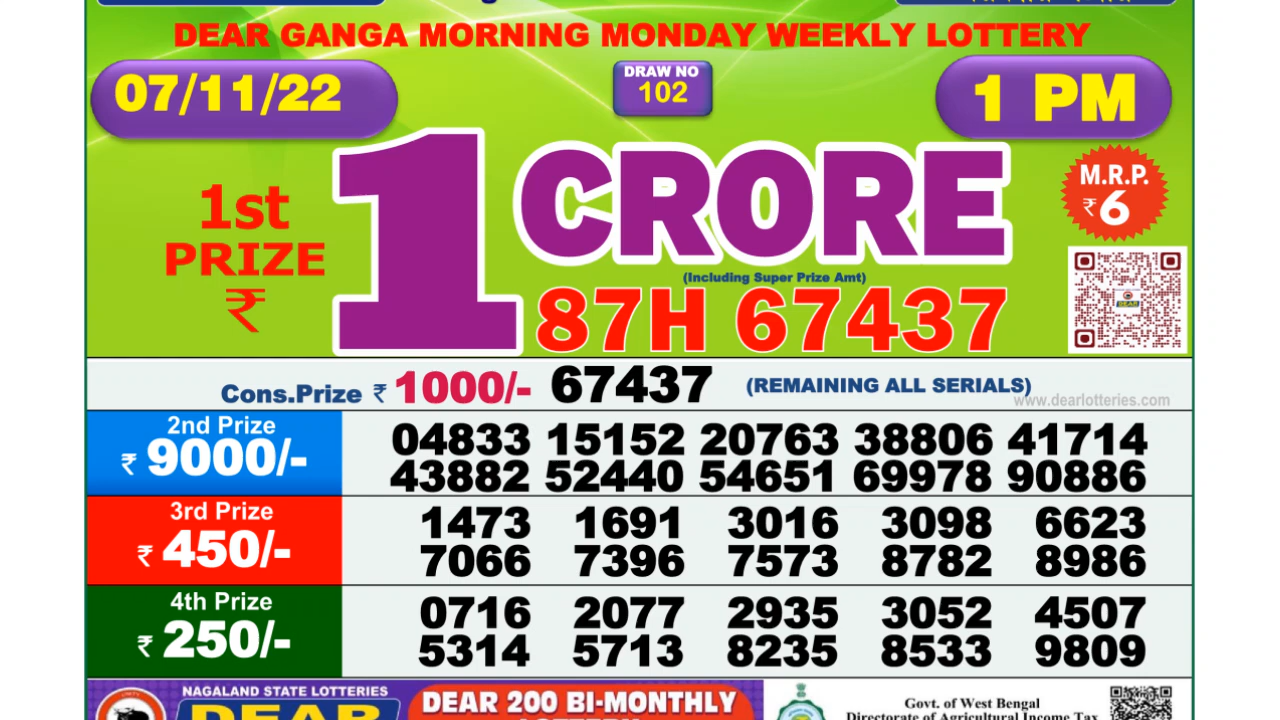 DEAR GANGA MORNING MONDAY WEEKLY LOTTERY
07/11/22
DRAW NO
102
1 PM
1st
PRIZE
₹
1 CRORE
(Including Super Prize Amt)
87H 67437
M.R.P.
₹6
DEAR
Cons.Prize ₹ 1000/- 67437 (REMAINING ALL SERIALS)
www.dearlotteries.com
2nd Prize
₹ 9000/-
04833 15152 20763 38806 41714
43882 52440 54651 69978 90886
3rd Prize
₹ 450/-
1473 1691 3016 3098 6623
7066 7396 7573 8782 8986
4th Prize
₹ 250/-
0716 2077 2935 3052 4507
5314 5713 8235 8533 9809
NAGALAND STATE LOTTERIES
DEAR
DEAR 200 BI-MONTHLY
LOTTERY
Govt. of West Bengal
Directorate of Agricultural Income Tax